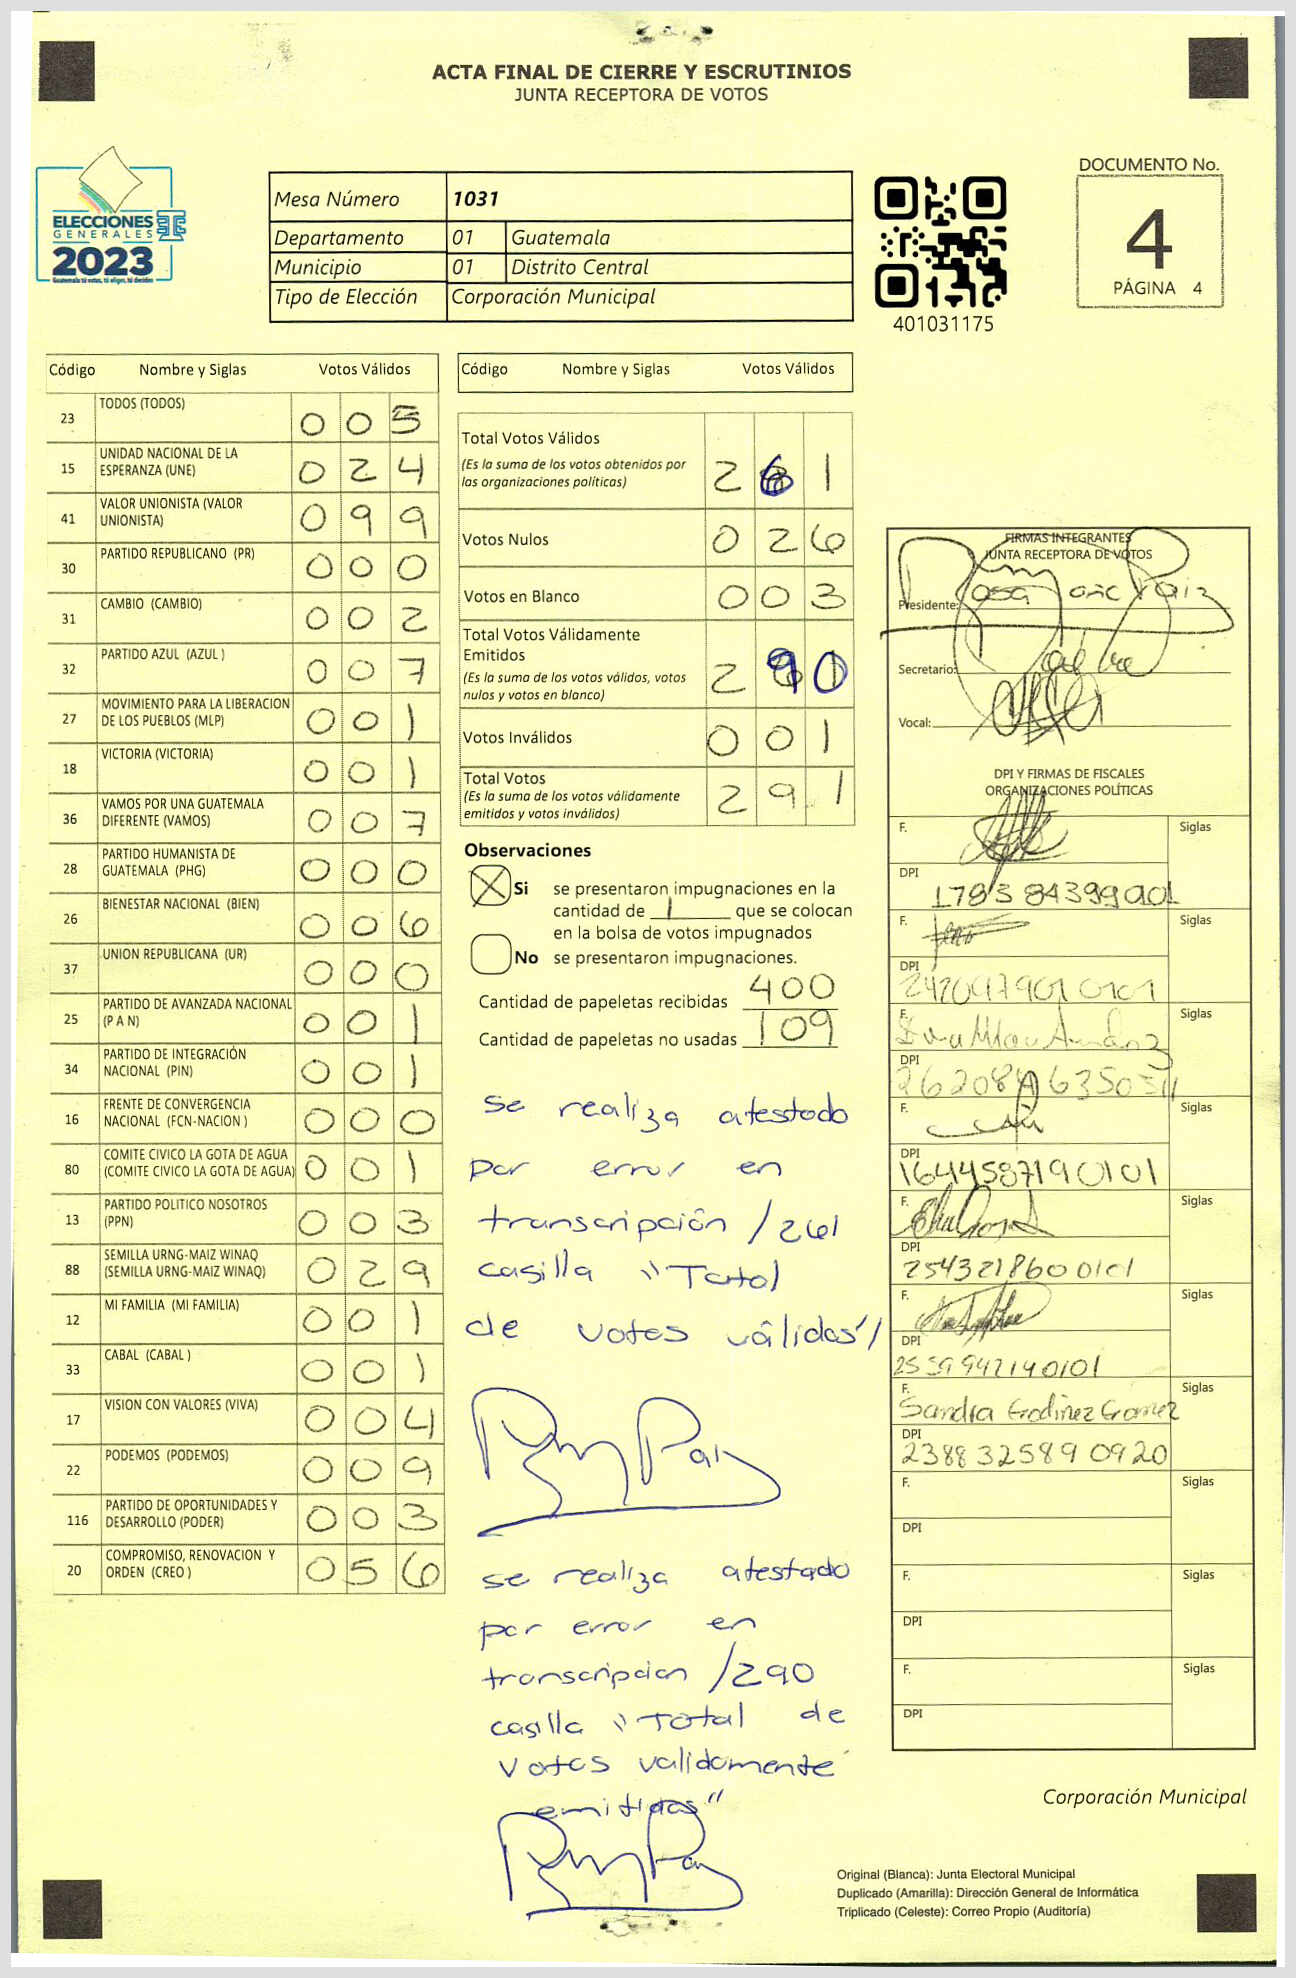 ACTA FINAL DE CIERRE Y ESCRUTINIOS
JUNTA RECEPTORA DE VOTOS
ELECCIONES
GENERALES
2023
Guatemala tú votas, tú eliges, tú decides
Mesa Número 1031
Departamento 01 Guatemala
Municipio 01 Distrito Central
Tipo de Elección Corporación Municipal
401031175
DOCUMENTO No.
4
PÁGINA 4
Código Nombre y Siglas Votos Válidos
23 TODOS (TODOS) 0 0 5
15 UNIDAD NACIONAL DE LA ESPERANZA (UNE) 0 2 4
41 VALOR UNIONISTA (VALOR UNIONISTA) 0 9 9
30 PARTIDO REPUBLICANO (PR) 0 0 0
31 CAMBIO (CAMBIO) 0 0 2
32 PARTIDO AZUL (AZUL ) 0 0 7
27 MOVIMIENTO PARA LA LIBERACION DE LOS PUEBLOS (MLP) 0 0 1
18 VICTORIA (VICTORIA) 0 0 1
36 VAMOS POR UNA GUATEMALA DIFERENTE (VAMOS) 0 0 7
28 PARTIDO HUMANISTA DE GUATEMALA (PHG) 0 0 0
26 BIENESTAR NACIONAL (BIEN) 0 0 6
37 UNION REPUBLICANA (UR) 0 0 0
25 PARTIDO DE AVANZADA NACIONAL (P A N) 0 0 1
34 PARTIDO DE INTEGRACIÓN NACIONAL (PIN) 0 0 1
16 FRENTE DE CONVERGENCIA NACIONAL (FCN-NACION ) 0 0 0
80 COMITE CIVICO LA GOTA DE AGUA (COMITE CIVICO LA GOTA DE AGUA) 0 0 1
13 PARTIDO POLITICO NOSOTROS (PPN) 0 0 3
88 SEMILLA URNG-MAIZ WINAQ (SEMILLA URNG-MAIZ WINAQ) 0 2 9
12 MI FAMILIA (MI FAMILIA) 0 0 1
33 CABAL (CABAL ) 0 0 1
17 VISION CON VALORES (VIVA) 0 0 4
22 PODEMOS (PODEMOS) 0 0 9
116 PARTIDO DE OPORTUNIDADES Y DESARROLLO (PODER) 0 0 3
20 COMPROMISO, RENOVACION Y ORDEN (CREO ) 0 5 6
Código Nombre y Siglas Votos Válidos
Total Votos Válidos
(Es la suma de los votos obtenidos por
las organizaciones políticas) 2 6 1
Votos Nulos 0 2 6
Votos en Blanco 0 0 3
Total Votos Válidamente
Emitidos
(Es la suma de los votos válidos, votos
nulos y votos en blanco) 2 9 0
Votos Inválidos 0 0 1
Total Votos
(Es la suma de los votos válidamente
emitidos y votos inválidos) 2 9 1
Observaciones
Si se presentaron impugnaciones en la
cantidad de 1 que se colocan
en la bolsa de votos impugnados
No se presentaron impugnaciones.
Cantidad de papeletas recibidas 400
Cantidad de papeletas no usadas 109
se realiza atestado
por error en
transcripción /261
casilla "Total
de votos válidos"/
se realiza atestado
por error en
transcripcion /290
casilla "Total de
votos validamente
emitidos"
FIRMAS INTEGRANTES
JUNTA RECEPTORA DE VOTOS
Presidente:
Secretario:
Vocal:
DPI Y FIRMAS DE FISCALES
ORGANIZACIONES POLÍTICAS
F. Siglas
DPI
F. Siglas
DPI
F. Siglas
DPI
F. Siglas
DPI 1644587190101
F. Siglas
DPI 2543218600101
F. Siglas
DPI 2559942140101
F. Sandra Godinez Gomez Siglas
DPI 2388325890920
F. Siglas
DPI
F. Siglas
DPI
F. Siglas
DPI
Corporación Municipal
Original (Blanca): Junta Electoral Municipal
Duplicado (Amarilla): Dirección General de Informática
Triplicado (Celeste): Correo Propio (Auditoría)